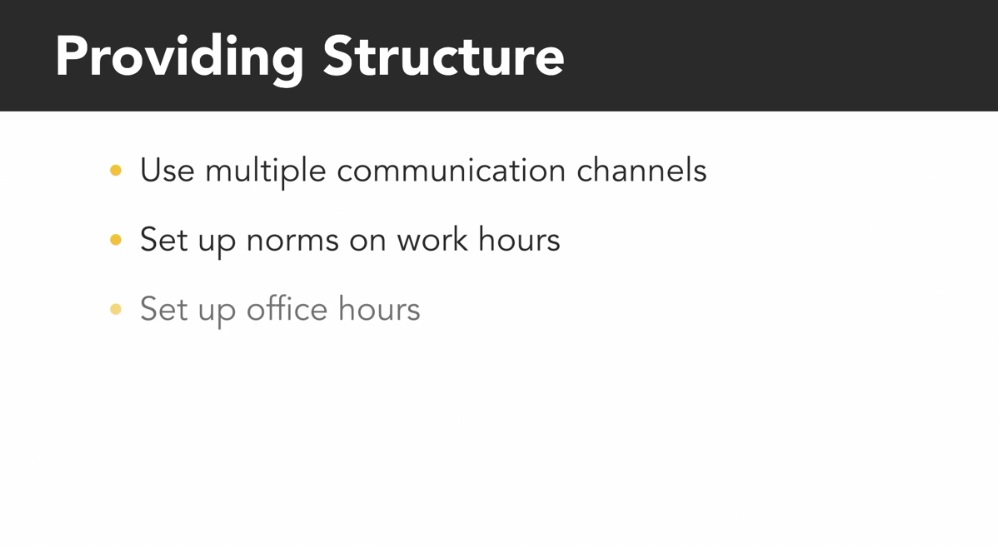 Providing Structure
Use multiple communication channels
Set up norms on work hours
Set up office hours